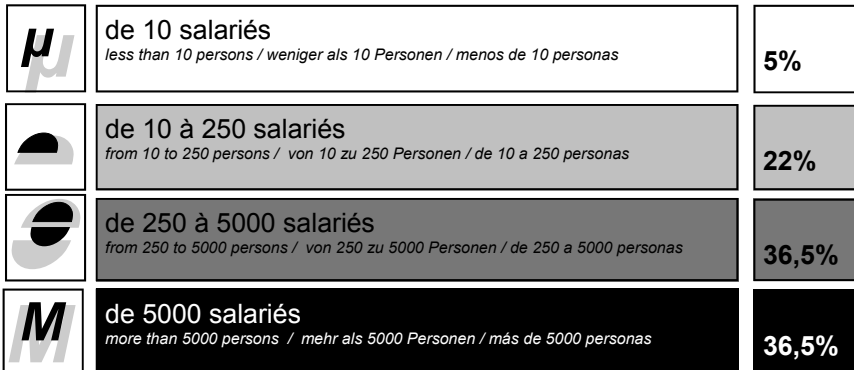 µ
de 10 salariés
less than 10 persons / weniger als 10 Personen / menos de 10 personas
5%
de 10 à 250 salariés
from 10 to 250 persons / von 10 zu 250 Personen / de 10 a 250 personas
22%
de 250 à 5000 salariés
from 250 to 5000 persons / von 250 zu 5000 Personen / de 250 a 5000 personas
36,5%
M
de 5000 salariés
more than 5000 persons / mehr als 5000 Personen / más de 5000 personas
36,5%